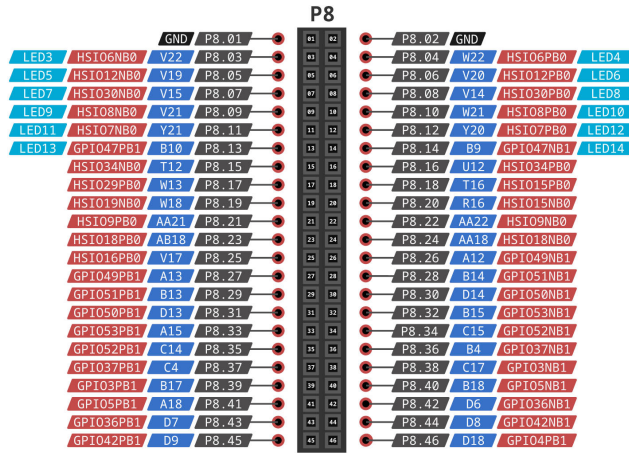 P8
GND P8.01 01 02 P8.02 GND
LED3 HSIO6NB0 V22 P8.03 03 04 P8.04 W22 HSIO6PB0 LED4
LED5 HSIO12NB0 V19 P8.05 05 06 P8.06 V20 HSIO12PB0 LED6
LED7 HSIO30NB0 V15 P8.07 07 08 P8.08 V14 HSIO30PB0 LED8
LED9 HSIO8NB0 V21 P8.09 09 10 P8.10 W21 HSIO8PB0 LED10
LED11 HSIO7NB0 Y21 P8.11 11 12 P8.12 Y20 HSIO7PB0 LED12
LED13 GPIO47PB1 B10 P8.13 13 14 P8.14 B9 GPIO47NB1 LED14
HSIO34NB0 T12 P8.15 15 16 P8.16 U12 HSIO34PB0
HSIO29PB0 W13 P8.17 17 18 P8.18 T16 HSIO15PB0
HSIO19NB0 W18 P8.19 19 20 P8.20 R16 HSIO15NB0
HSIO9PB0 AA21 P8.21 21 22 P8.22 AA22 HSIO9NB0
HSIO18PB0 AB18 P8.23 23 24 P8.24 AA18 HSIO18NB0
HSIO16PB0 V17 P8.25 25 26 P8.26 A12 GPIO49NB1
GPIO49PB1 A13 P8.27 27 28 P8.28 B14 GPIO51NB1
GPIO51PB1 B13 P8.29 29 30 P8.30 D14 GPIO50NB1
GPIO50PB1 D13 P8.31 31 32 P8.32 B15 GPIO53NB1
GPIO53PB1 A15 P8.33 33 34 P8.34 C15 GPIO52NB1
GPIO52PB1 C14 P8.35 35 36 P8.36 B4 GPIO37NB1
GPIO37PB1 C4 P8.37 37 38 P8.38 C17 GPIO3NB1
GPIO3PB1 B17 P8.39 39 40 P8.40 B18 GPIO5NB1
GPIO5PB1 A18 P8.41 41 42 P8.42 D6 GPIO36NB1
GPIO36PB1 D7 P8.43 43 44 P8.44 D8 GPIO42NB1
GPIO42PB1 D9 P8.45 45 46 P8.46 D18 GPIO4PB1